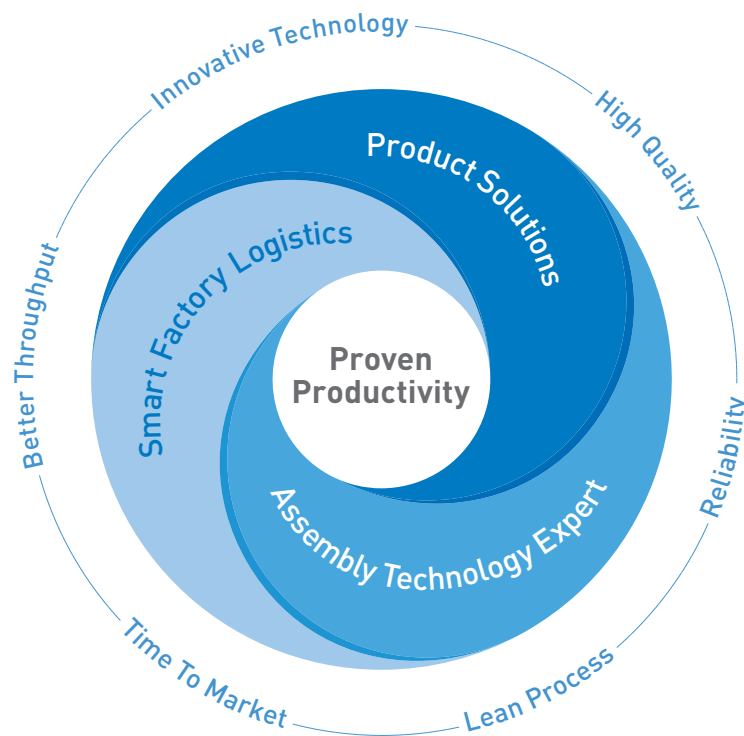 Innovative Technology
High Quality
Reliability
Lean Process
Time To Market
Better Throughput
Product Solutions
Assembly Technology Expert
Smart Factory Logistics
Proven
Productivity